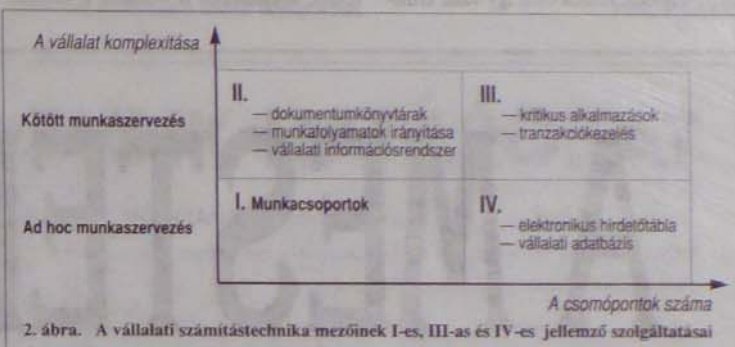 A vállalat komplexitása
Kötött munkaszervezés
II.
— dokumentumkönyvtárak
— munkafolyamatok irányítása
— vállalati információsrendszer
III.
— kritikus alkalmazások
— tranzakciókezelés
Ad hoc munkaszervezés
I. Munkacsoportok
IV.
— elektronikus hirdetőtábla
— vállalati adatbázis
A csomópontok száma
2. ábra. A vállalati számítástechnika mezőinek I-es, III-as és IV-es jellemző szolgáltatásai